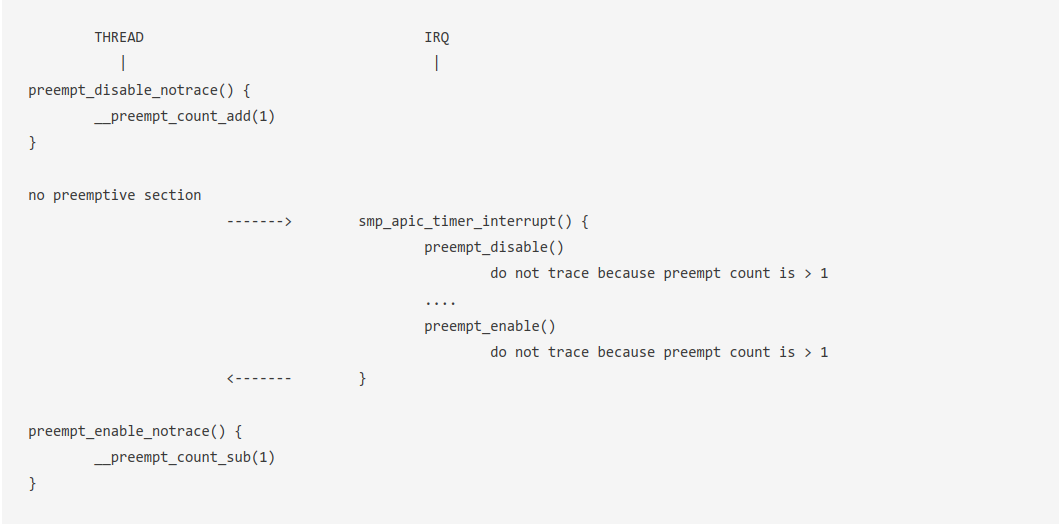 THREAD                                  IRQ
           |                                     |
preempt_disable_notrace() {
        __preempt_count_add(1)
}
no preemptive section
                        ------->        smp_apic_timer_interrupt() {
                                                preempt_disable()
                                                        do not trace because preempt count is > 1
                                                ....
                                                preempt_enable()
                                                        do not trace because preempt count is > 1
                        <-------        }
preempt_enable_notrace() {
        __preempt_count_sub(1)
}